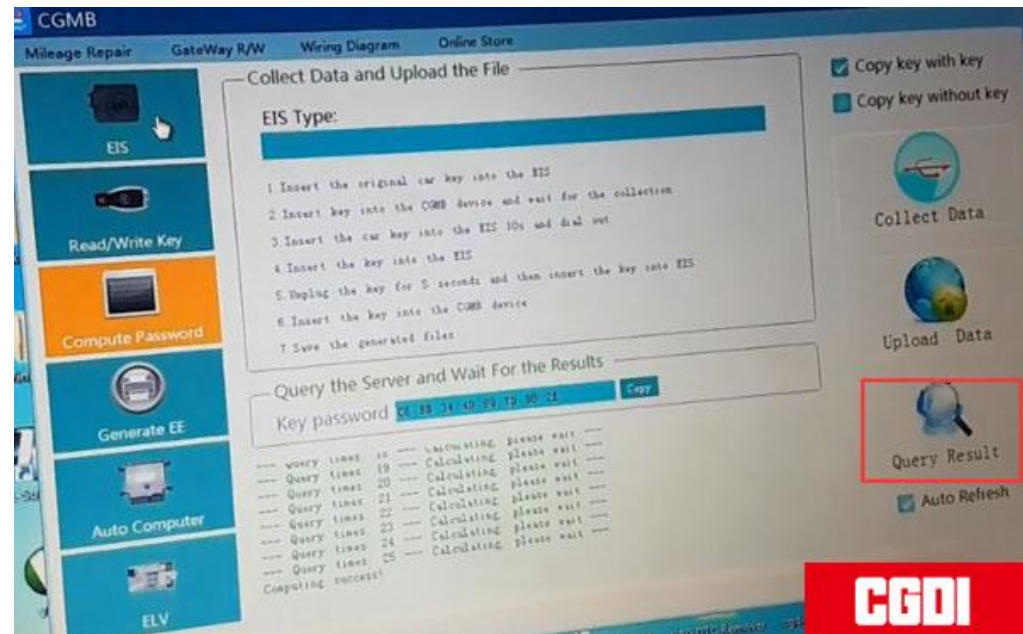 CGMB
Mileage Repair GateWay R/W Wiring Diagram Online Store
EIS
Read/Write Key
Compute Password
Generate EE
Auto Computer
ELV
Collect Data and Upload the File
EIS Type:
1.Insert the original car key into the EIS
2.Insert key into the CGMB device and wait for the collection
3.Insert the car key into the EIS 10s and dial out
4.Insert the key into the EIS
5.Unplug the key for 5 seconds and then insert the key into EIS
6.Insert the key into the CGMB device
7.Save the generated files
Query the Server and Wait For the Results
Key password
Copy
--- Query times --- Calculating please wait ---
--- Query times 19 --- Calculating please wait ---
--- Query times 20 --- Calculating please wait ---
--- Query times 21 --- Calculating please wait ---
--- Query times 22 --- Calculating please wait ---
--- Query times 23 --- Calculating please wait ---
--- Query times 24 --- Calculating please wait ---
--- Query times 25 --- Calculating please wait ---
Computing success!
Copy key with key
Copy key without key
Collect Data
Upload Data
Query Result
Auto Refresh
CGDI